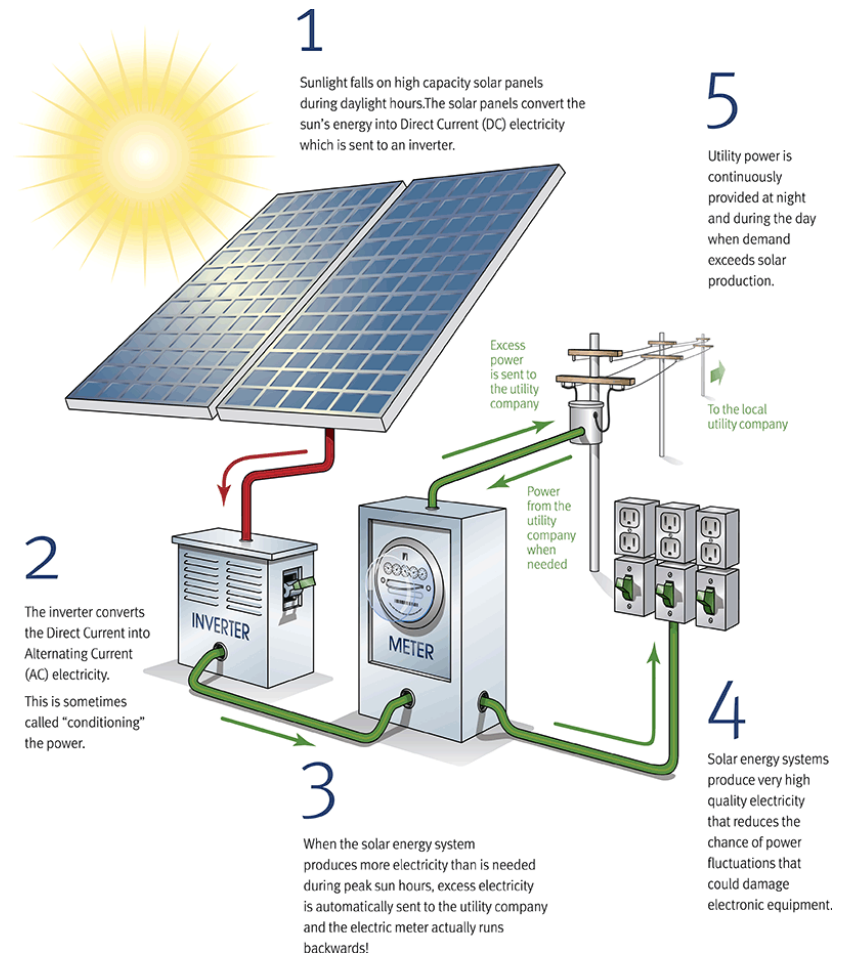 1
Sunlight falls on high capacity solar panels
during daylight hours.The solar panels convert the
sun's energy into Direct Current (DC) electricity
which is sent to an inverter.
5
Utility power is
continuously
provided at night
and during the day
when demand
exceeds solar
production.
Excess
power
is sent to
the utility
company
To the local
utility company
Power
from the
utility
company
when
needed
2
The inverter converts
the Direct Current into
Alternating Current
(AC) electricity.
This is sometimes
called “conditioning”
the power.
INVERTER
METER
3
When the solar energy system
produces more electricity than is needed
during peak sun hours, excess electricity
is automatically sent to the utility company
and the electric meter actually runs
backwards!
4
Solar energy systems
produce very high
quality electricity
that reduces the
chance of power
fluctuations that
could damage
electronic equipment.